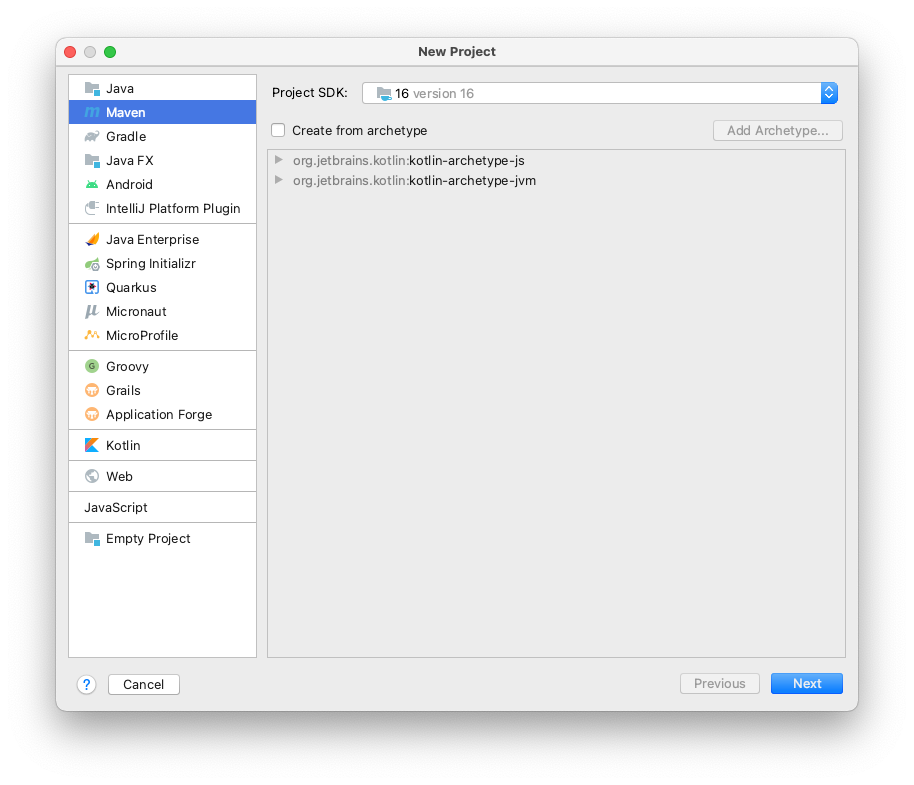 New Project
Java
Maven
Gradle
Java FX
Android
IntelliJ Platform Plugin
Java Enterprise
Spring Initializr
Quarkus
Micronaut
MicroProfile
Groovy
Grails
Application Forge
Kotlin
Web
JavaScript
Empty Project
Project SDK: 16 version 16
Create from archetype Add Archetype...
org.jetbrains.kotlin:kotlin-archetype-js
org.jetbrains.kotlin:kotlin-archetype-jvm
? Cancel Previous Next